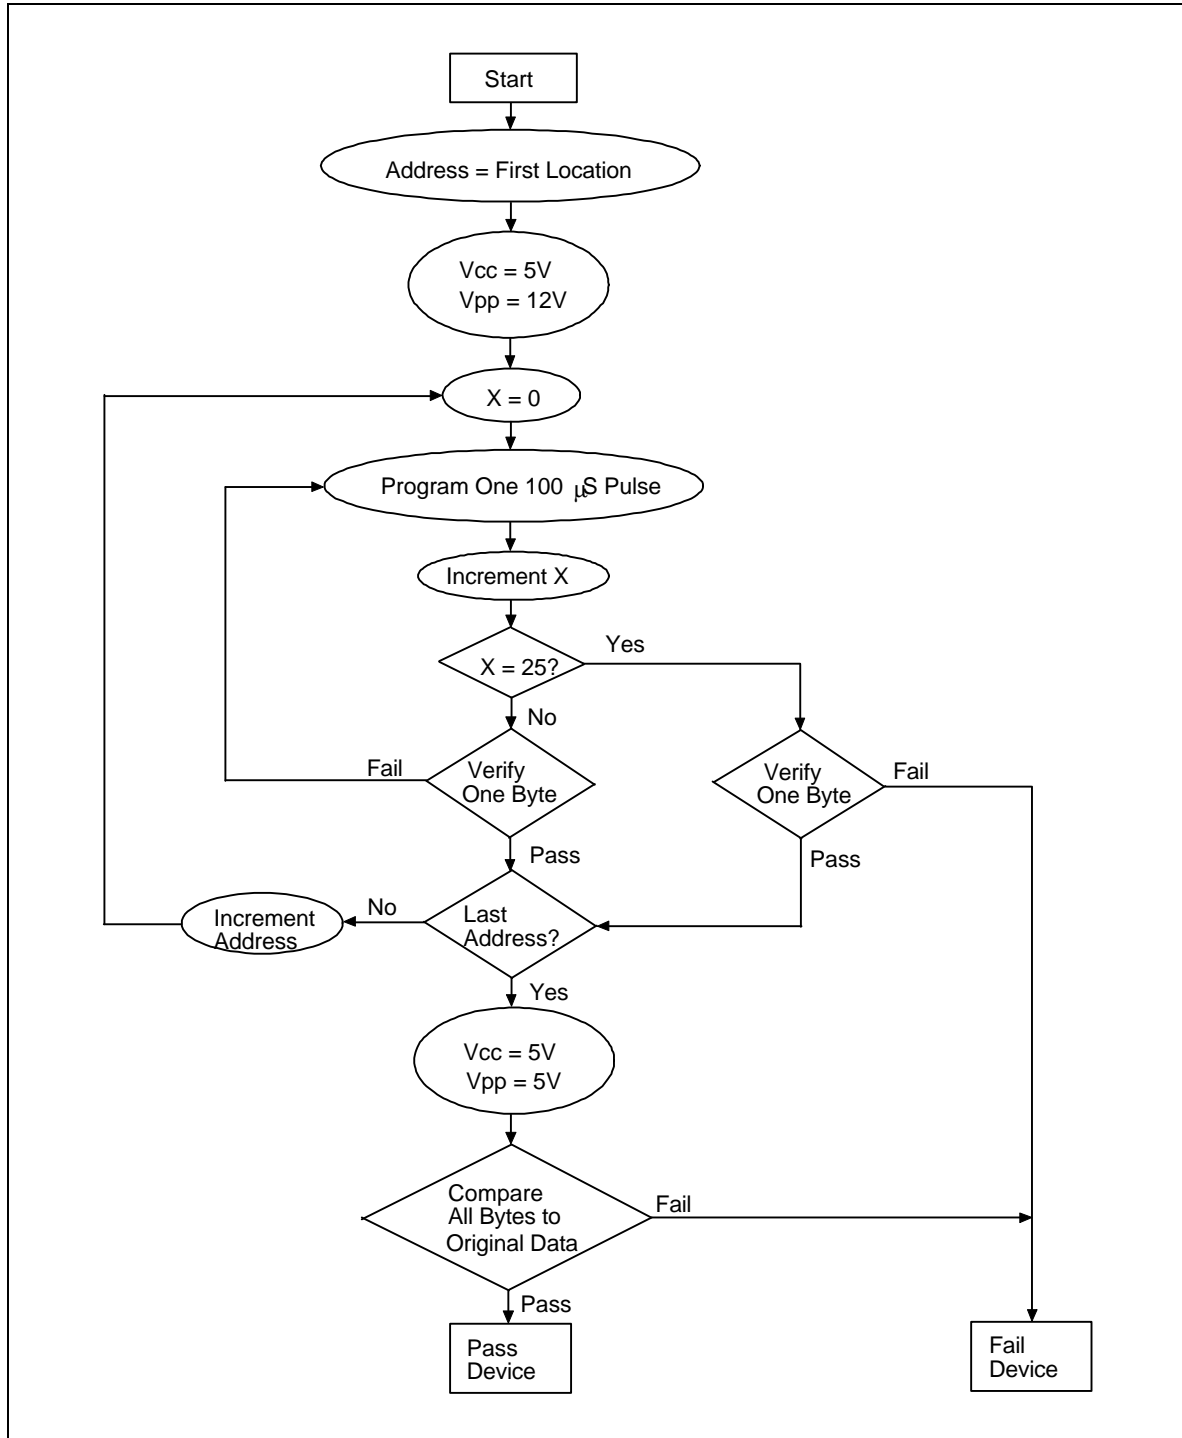 Start
Address = First Location
Vcc = 5V
Vpp = 12V
X = 0
Program One 100 μS Pulse
Increment X
X = 25?
Yes
No
Fail
Verify
One Byte
Verify
One Byte
Fail
Pass
Pass
Increment
Address
No
Last
Address?
Yes
Vcc = 5V
Vpp = 5V
Compare
All Bytes to
Original Data
Fail
Pass
Pass
Device
Fail
Device